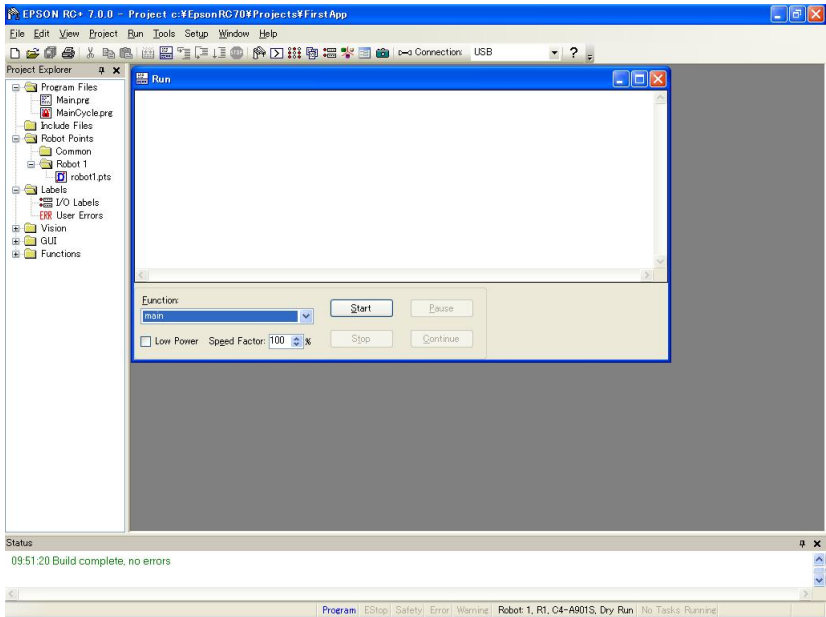 EPSON RC+ 7.0.0 - Project c:¥EpsonRC70¥Projects¥FirstApp
File Edit View Project Run Tools Setup Window Help
Connection: USB
?
Project Explorer
Program Files
Main.prg
MainCycle.prg
Include Files
Robot Points
Common
Robot 1
robot1.pts
Labels
I/O Labels
ERR User Errors
Vision
GUI
Functions
Run
Function:
main
Start
Pause
Low Power
Speed Factor: 100 %
Stop
Continue
Status
09:51:20 Build complete, no errors
Program EStop Safety Error Warning Robot: 1, R1, C4-A901S, Dry Run No Tasks Running